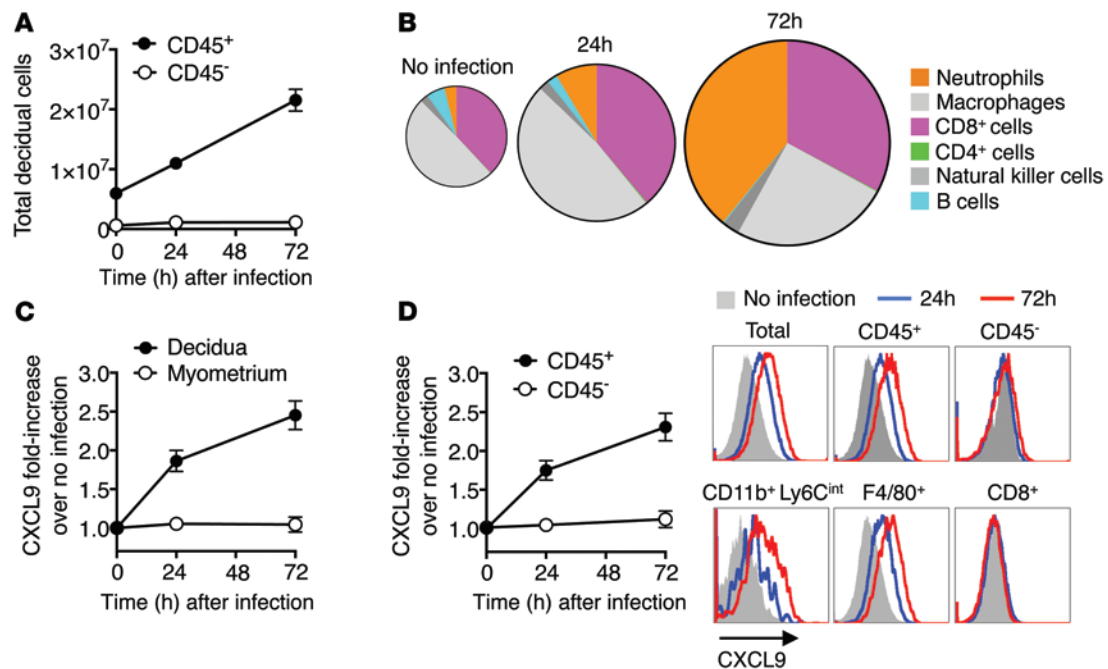 A
CD45⁺
CD45⁻
Total decidual cells
3×10⁷
2×10⁷
1×10⁷
0
0 24 48 72
Time (h) after infection
B
No infection
24h
72h
Neutrophils
Macrophages
CD8⁺ cells
CD4⁺ cells
Natural killer cells
B cells
C
Decidua
Myometrium
CXCL9 fold-increase
over no infection
3.0
2.5
2.0
1.5
1.0
0 24 48 72
Time (h) after infection
D
CD45⁺
CD45⁻
CXCL9 fold-increase
over no infection
3.0
2.5
2.0
1.5
1.0
0 24 48 72
Time (h) after infection
No infection 24h 72h
Total CD45⁺ CD45⁻
CD11b⁺ Ly6Cⁱⁿᵗ F4/80⁺ CD8⁺
CXCL9